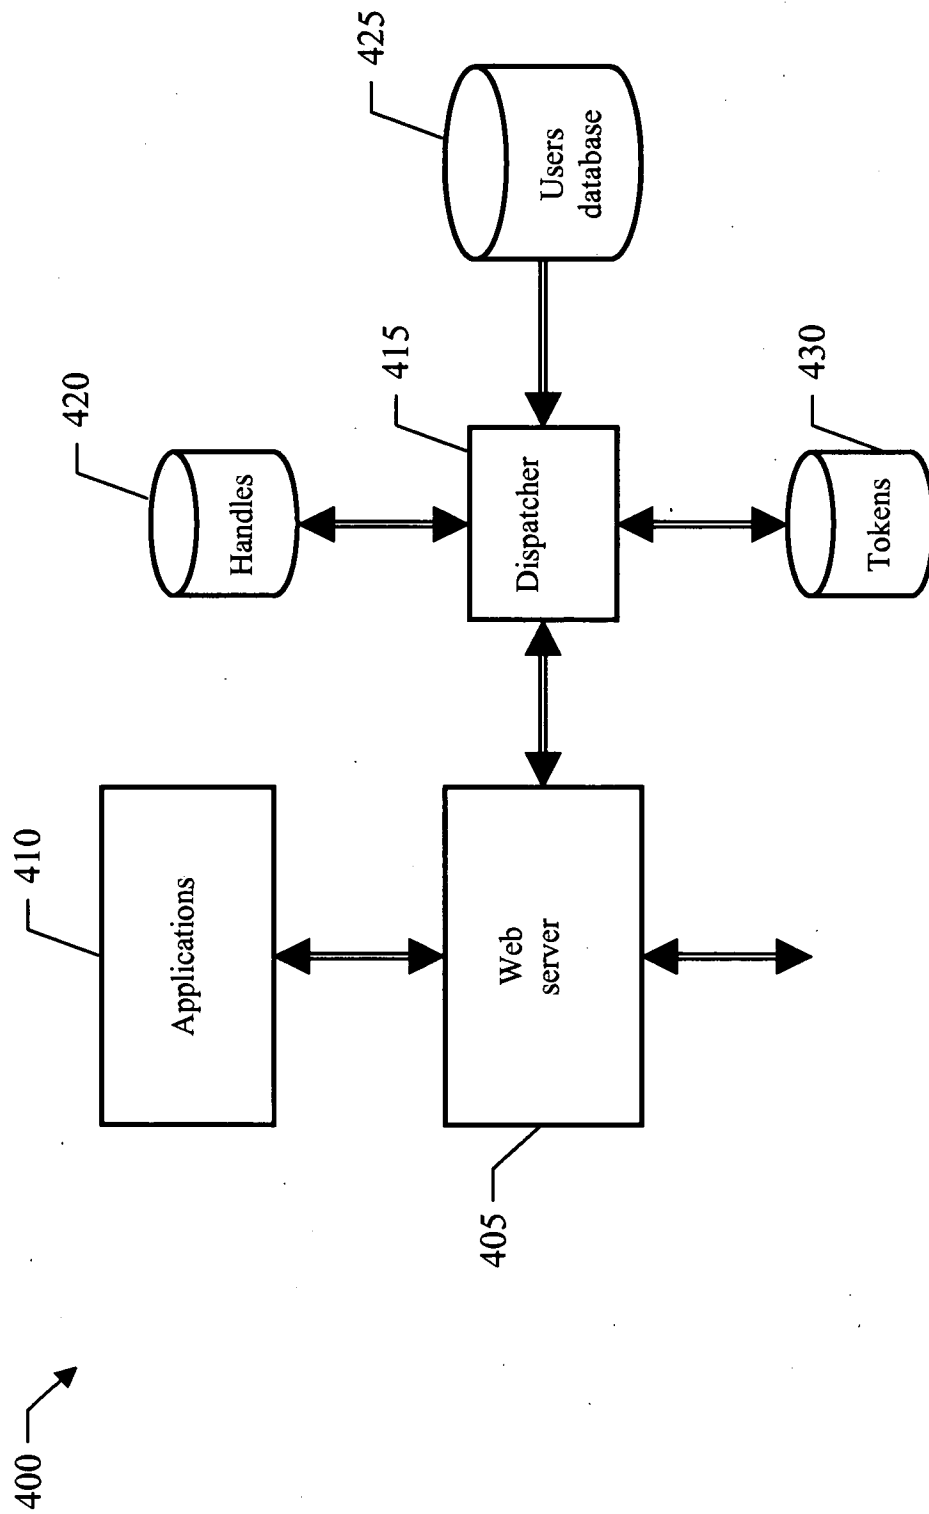 400
410
Applications
405
Web
server
420
Handles
415
Dispatcher
425
Users
database
430
Tokens